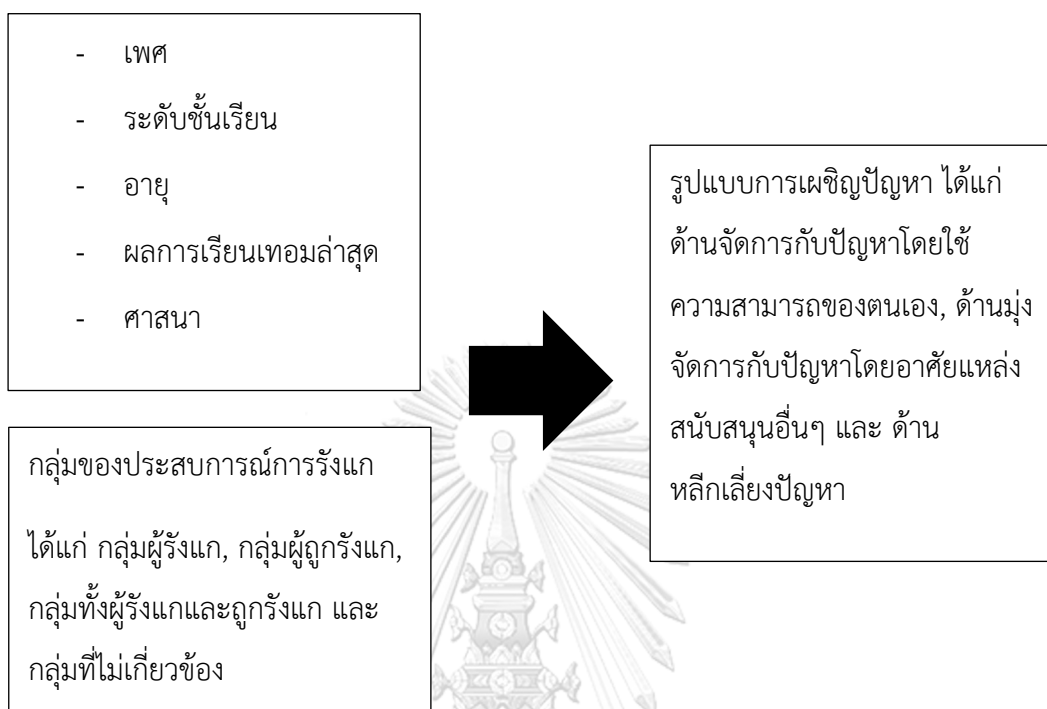 - เพศ
- ระดับชั้นเรียน
- อายุ
- ผลการเรียนเทอมล่าสุด
- ศาสนา
กลุ่มของประสบการณ์การรังแก
ได้แก่ กลุ่มผู้รังแก, กลุ่มผู้ถูกรังแก,
กลุ่มทั้งผู้รังแกและถูกรังแก และ
กลุ่มที่ไม่เกี่ยวข้อง
รูปแบบการเผชิญปัญหา ได้แก่
ด้านจัดการกับปัญหาโดยใช้
ความสามารถของตนเอง, ด้านมุ่ง
จัดการกับปัญหาโดยอาศัยแหล่ง
สนับสนุนอื่นๆ และ ด้าน
หลีกเลี่ยงปัญหา